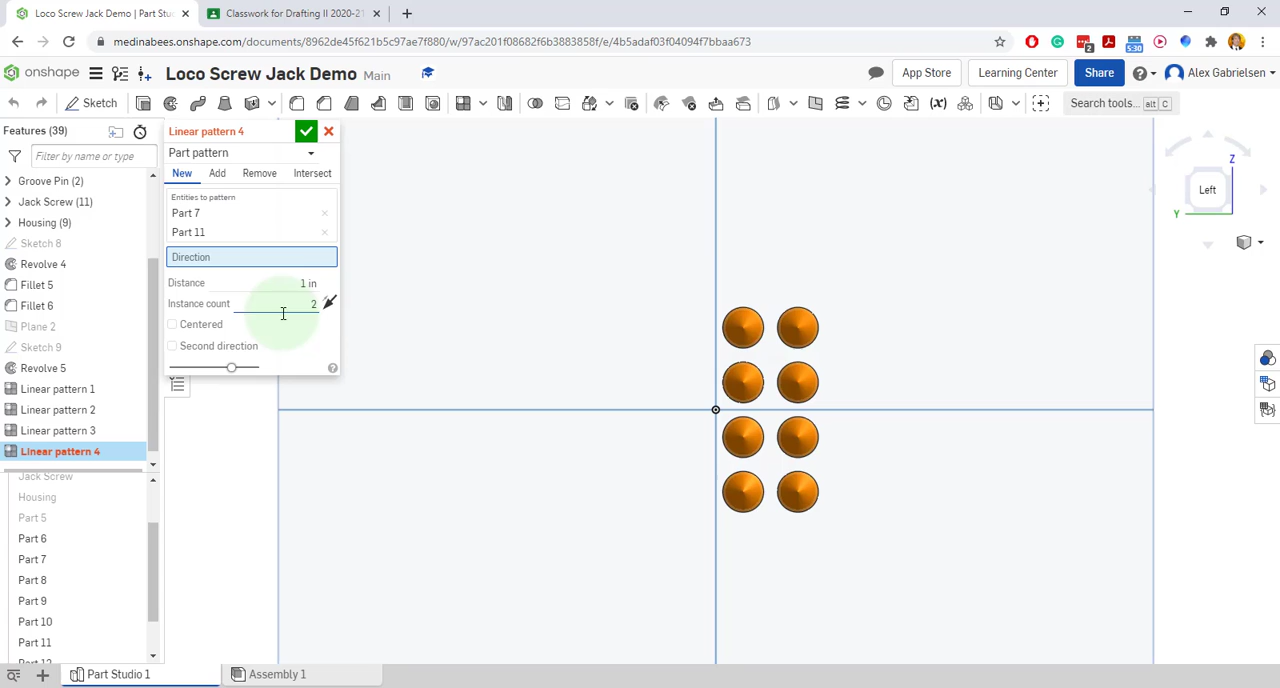 Loco Screw Jack Demo | Part Stud
Classwork for Drafting II 2020-21
medinabees.onshape.com/documents/8962de45f621b5c97ae7f880/w/97ac201f08682f6b3883858f/e/4b5adaf03f04094f7bbaa673
2
5:30
onshape
Loco Screw Jack Demo Main
App Store
Learning Center
Share
Alex Gabrielsen
Sketch
(x)
Search tools... alt C
Features (39)
Filter by name or type
Groove Pin (2)
Jack Screw (11)
Housing (9)
Sketch 8
Revolve 4
Fillet 5
Fillet 6
Plane 2
Sketch 9
Revolve 5
Linear pattern 1
Linear pattern 2
Linear pattern 3
Linear pattern 4
Jack Screw
Housing
Part 5
Part 6
Part 7
Part 8
Part 9
Part 10
Part 11
Part 12
Linear pattern 4
Part pattern
New Add Remove Intersect
Entities to pattern
Part 7
Part 11
Direction
Distance 1 in
Instance count 2
Centered
Second direction
Z
Left
Y
Part Studio 1
Assembly 1